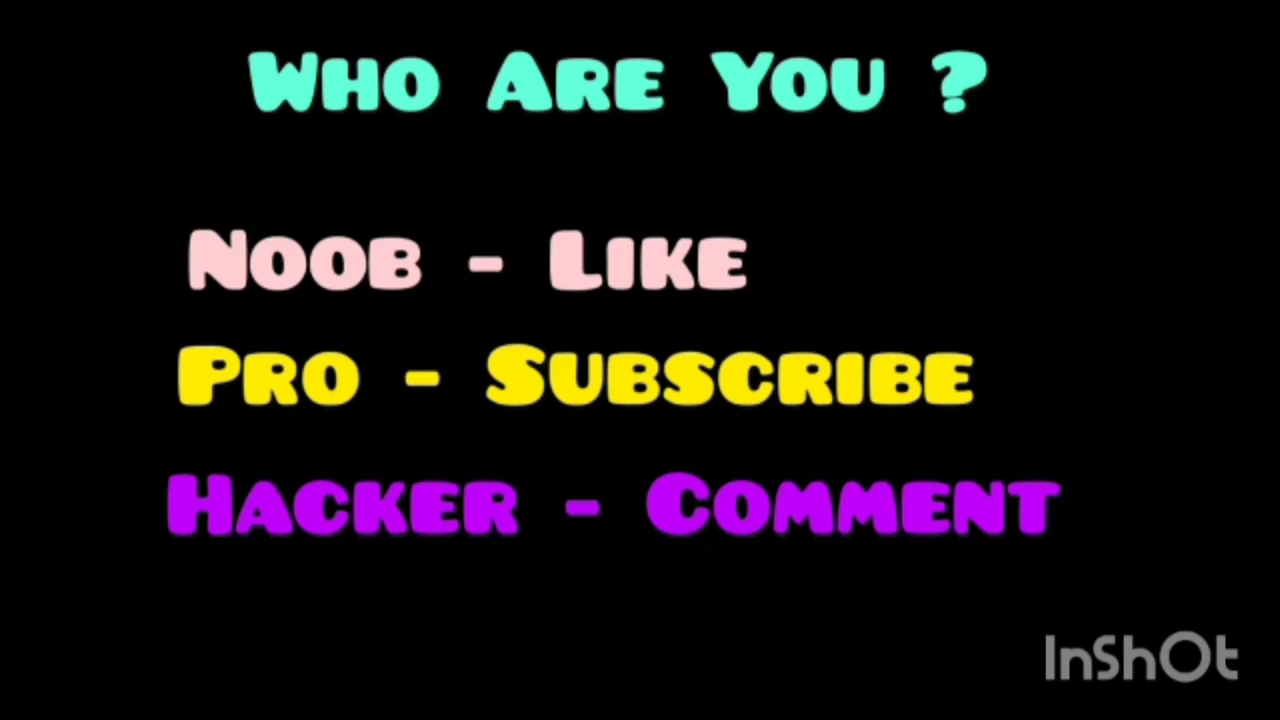 Who Are You ?
Noob - Like
Pro - Subscribe
Hacker - Comment
InShOt